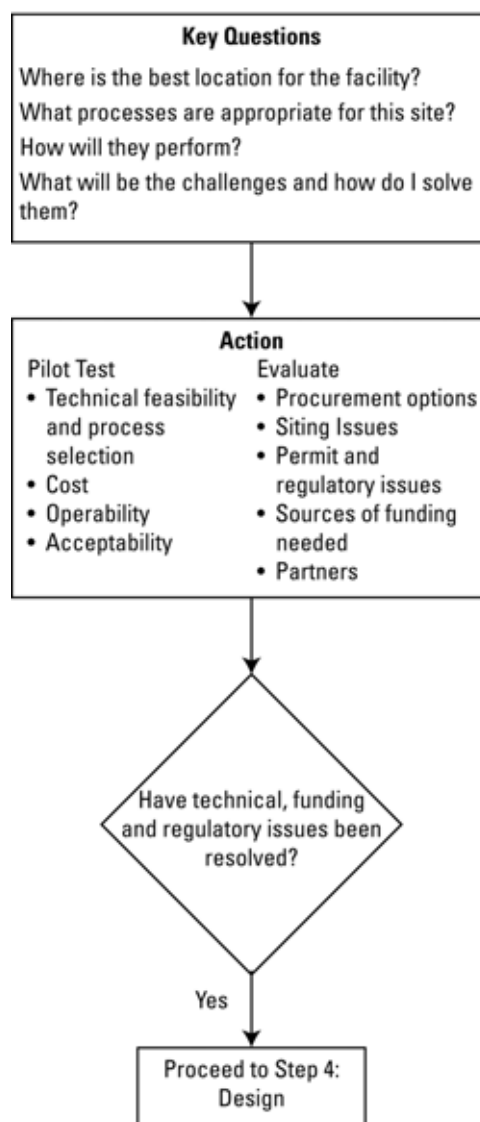 Key Questions
Where is the best location for the facility?
What processes are appropriate for this site?
How will they perform?
What will be the challenges and how do I solve
them?
Action
Pilot Test
• Technical feasibility
and process
selection
• Cost
• Operability
• Acceptability
Evaluate
• Procurement options
• Siting Issues
• Permit and
regulatory issues
• Sources of funding
needed
• Partners
Have technical, funding
and regulatory issues been
resolved?
Yes
Proceed to Step 4:
Design